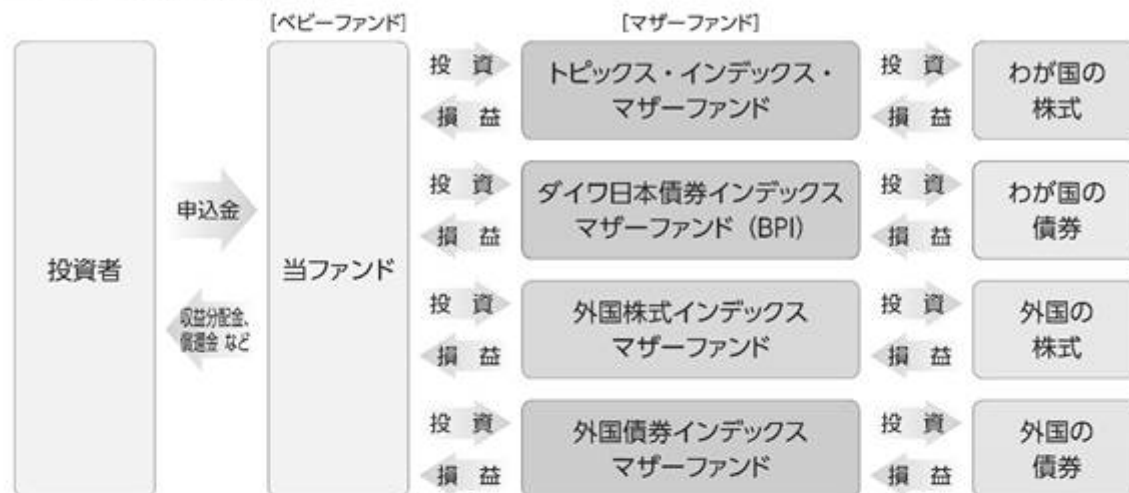 [ベビーファンド]
[マザーファンド]
投資者
申込金
収益分配金、
償還金 など
当ファンド
投 資
損 益
トピックス・インデックス・
マザーファンド
投 資
損 益
わが国の
株式
投 資
損 益
ダイワ日本債券インデックス
マザーファンド（BPI）
投 資
損 益
わが国の
債券
投 資
損 益
外国株式インデックス
マザーファンド
投 資
損 益
外国の
株式
投 資
損 益
外国債券インデックス
マザーファンド
投 資
損 益
外国の
債券